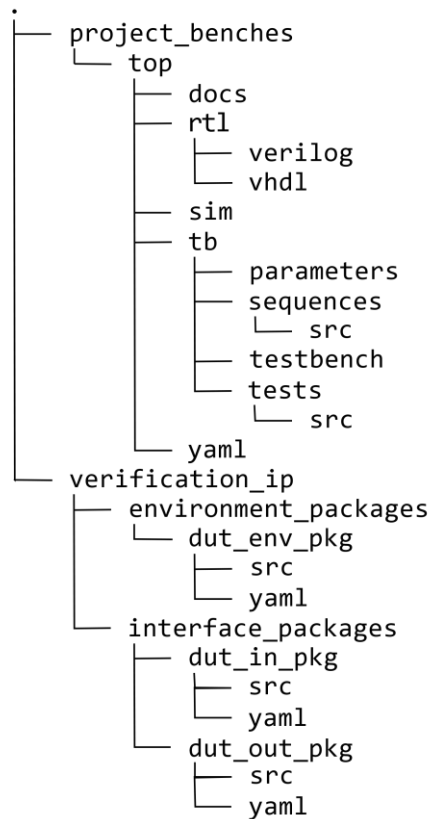 .
project_benches
top
docs
rtl
verilog
vhdl
sim
tb
parameters
sequences
src
testbench
tests
src
yaml
verification_ip
environment_packages
dut_env_pkg
src
yaml
interface_packages
dut_in_pkg
src
yaml
dut_out_pkg
src
yaml